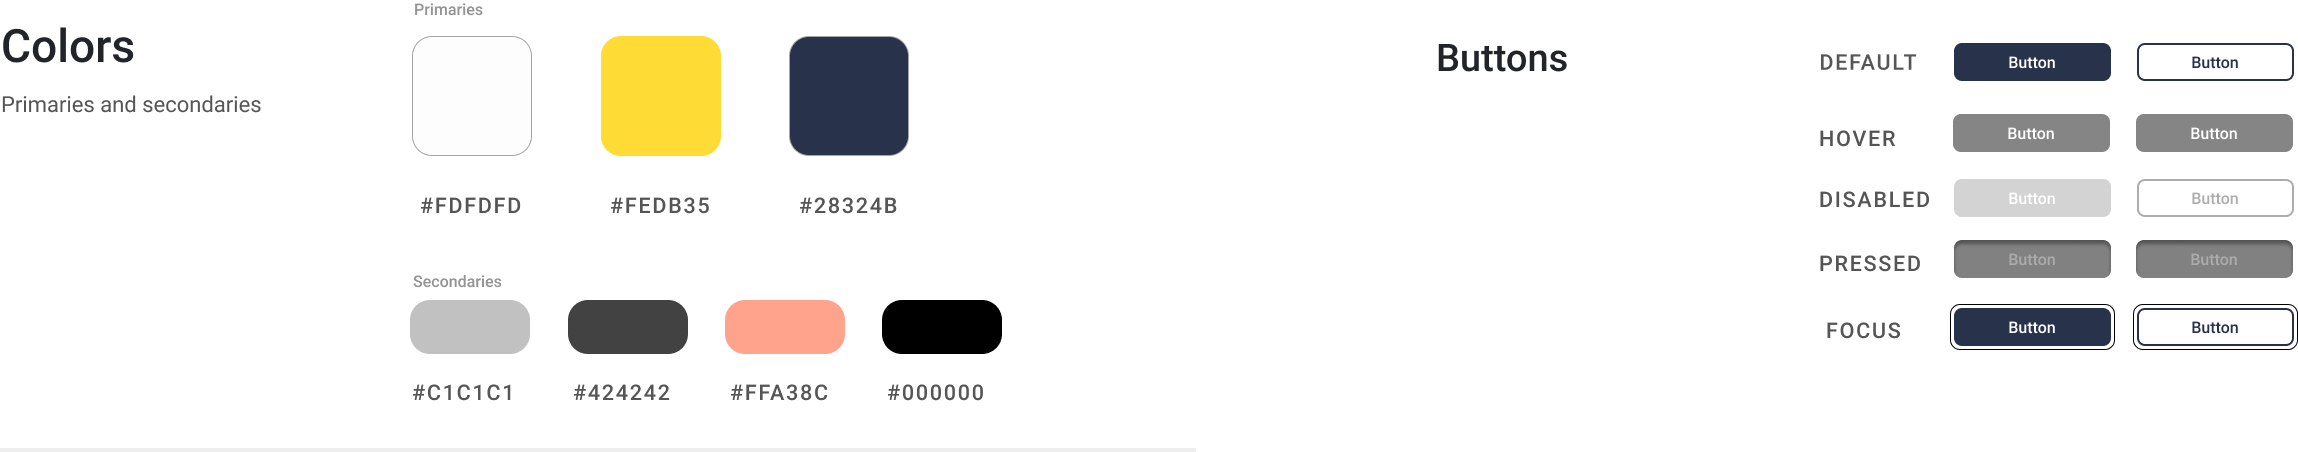 Colors
Primaries and secondaries
Primaries
#FDFDFD #FEDB35 #28324B
Secondaries
#C1C1C1 #424242 #FFA38C #000000
Buttons
DEFAULT Button Button
HOVER Button Button
DISABLED Button Button
PRESSED Button Button
FOCUS Button Button